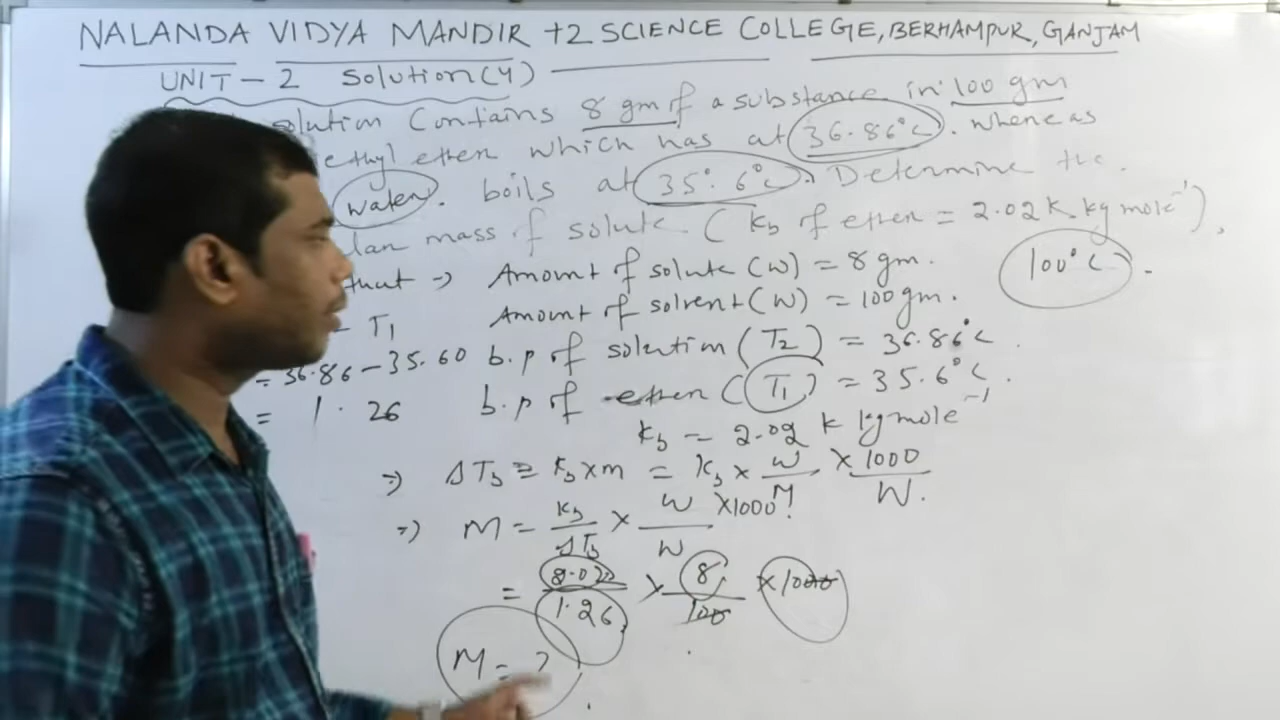 NALANDA VIDYA MANDIR +2 SCIENCE COLLEGE, BERHAMPUR, GANJAM
UNIT - 2 Solution (4)
olution Contains 8 gm of a substance in 100 gm
ethyl ether which has at 36.86°C. whereas
water. boils at 35°.6°C. Determine the
lar mass of solute (Kb of ether = 2.02 K kg mole⁻¹),
that → Amount of solute (w) = 8 gm. 100°C.
Amount of solvent (W) = 100 gm.
- T1
b.p of solution (T2) = 36.86°C.
= 36.86 - 35.60
b.p of ether (T1) = 35.6°C.
= 1.26
Kb = 2.02 K kg mole⁻¹
⇒ ΔTb = Kb × m = Kb × w/M × 1000/W.
⇒ M = Kb/ΔTb × w/W × 1000
= /1.26 × 8/100 × 1000
M = ?